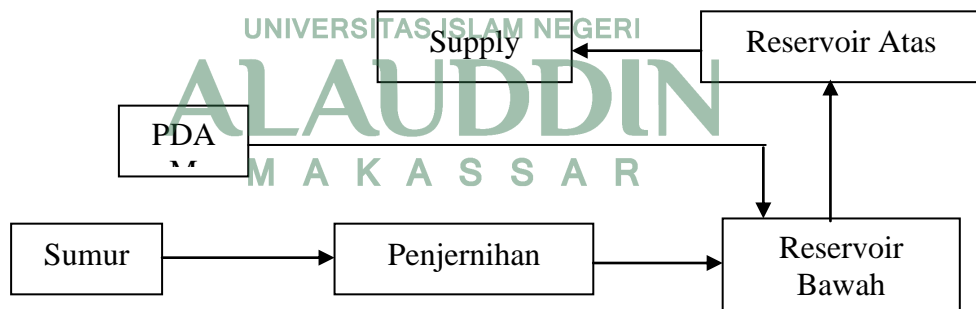 UNIVERSITAS ISLAM NEGERI
Supply
Reservoir Atas
ALAUDDIN
PDA
M
MAKASSAR
Sumur
Penjernihan
Reservoir
Bawah